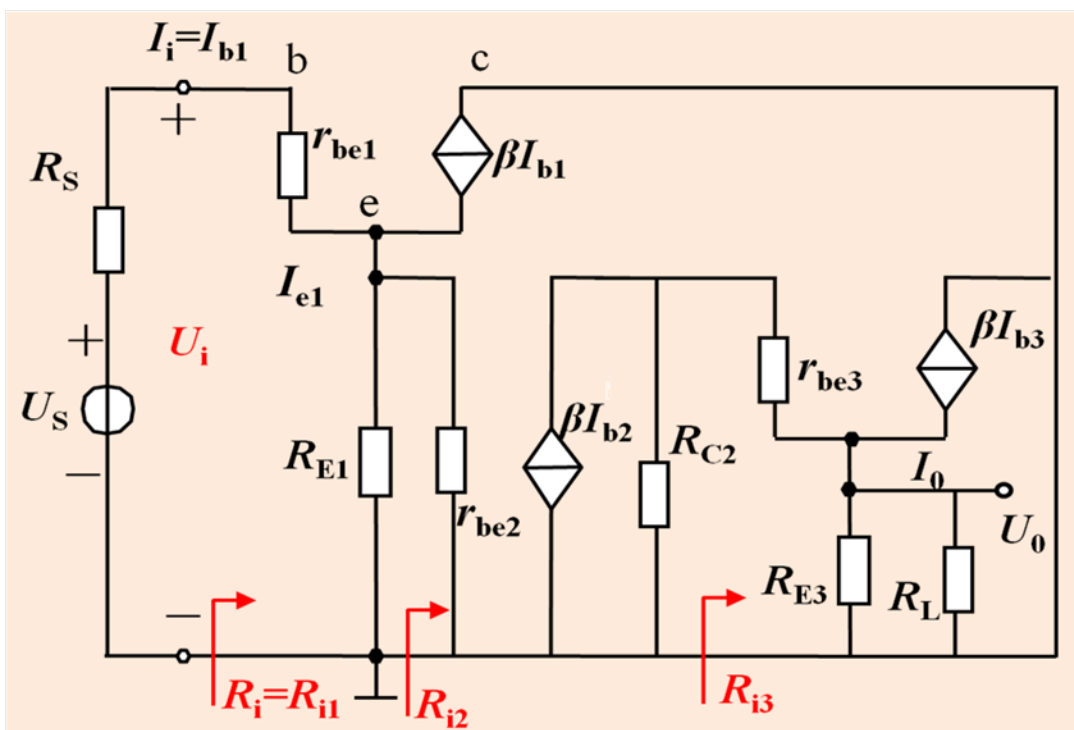 Ii=Ib1
b
c
+
rbe1
βIb1
RS
e
Ie1
+
Ui
βIb3
rbe3
US
βIb2
RC2
−
RE1
I0
rbe2
U0
RE3
RL
−
Ri=Ri1
Ri2
Ri3